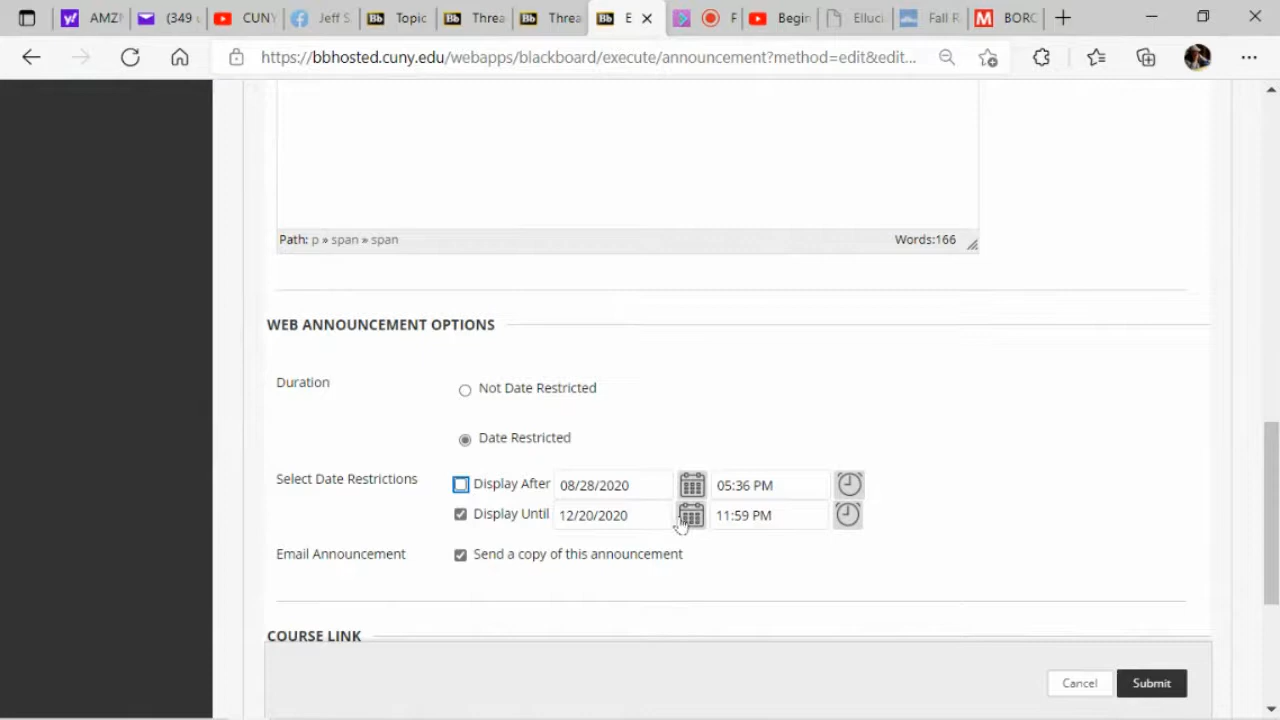 AMZI
(349 u
CUNY
Jeff S
Topic
Threa
Threa
E
F
Begin
Elluci
Fall R
BORC
https://bbhosted.cuny.edu/webapps/blackboard/execute/announcement?method=edit&edit...
Path: p » span » span
Words:166
WEB ANNOUNCEMENT OPTIONS
Duration
Not Date Restricted
Date Restricted
Select Date Restrictions
Display After 08/28/2020 05:36 PM
Display Until 12/20/2020 11:59 PM
Email Announcement
Send a copy of this announcement
COURSE LINK
Cancel
Submit